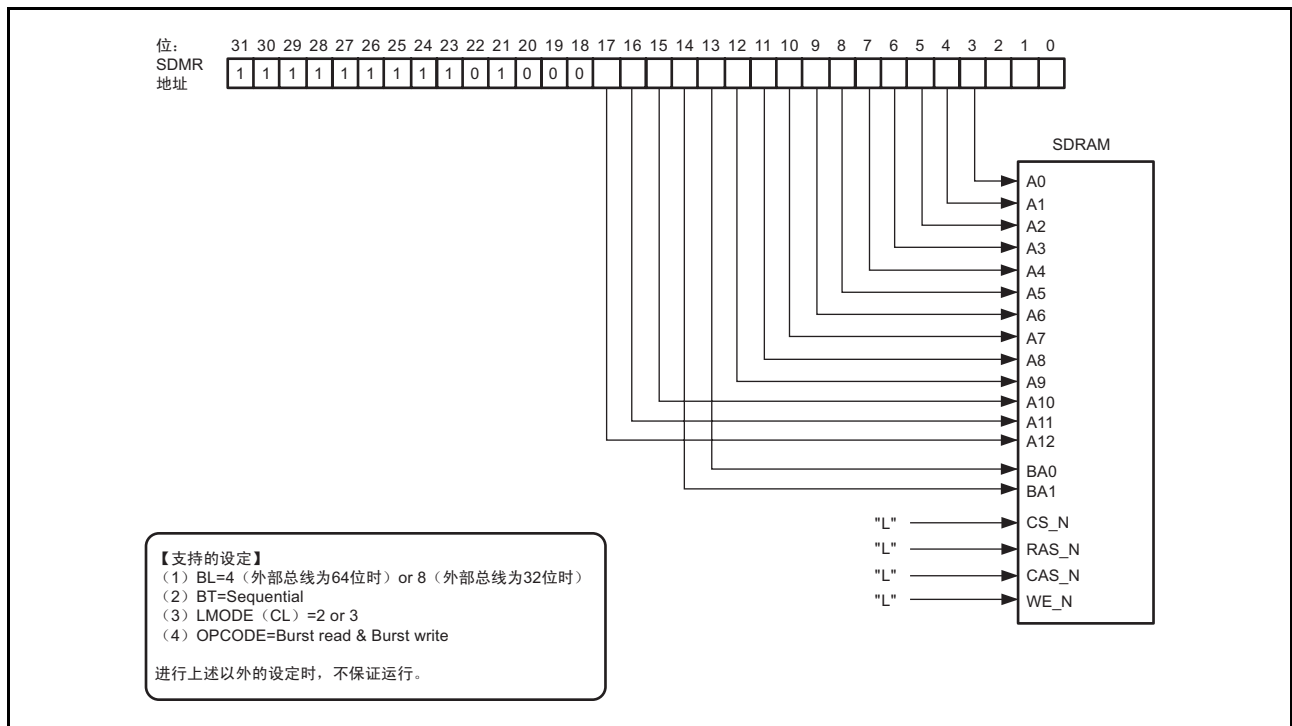 位: 31 30 29 28 27 26 25 24 23 22 21 20 19 18 17 16 15 14 13 12 11 10 9 8 7 6 5 4 3 2 1 0
SDMR
地址
1 1 1 1 1 1 1 1 1 0 1 0 0 0
SDRAM
A0
A1
A2
A3
A4
A5
A6
A7
A8
A9
A10
A11
A12
BA0
BA1
"L" CS_N
"L" RAS_N
"L" CAS_N
"L" WE_N
【支持的设定】
（1）BL=4（外部总线为64位时）or 8（外部总线为32位时）
（2）BT=Sequential
（3）LMODE（CL）=2 or 3
（4）OPCODE=Burst read & Burst write
进行上述以外的设定时，不保证运行。